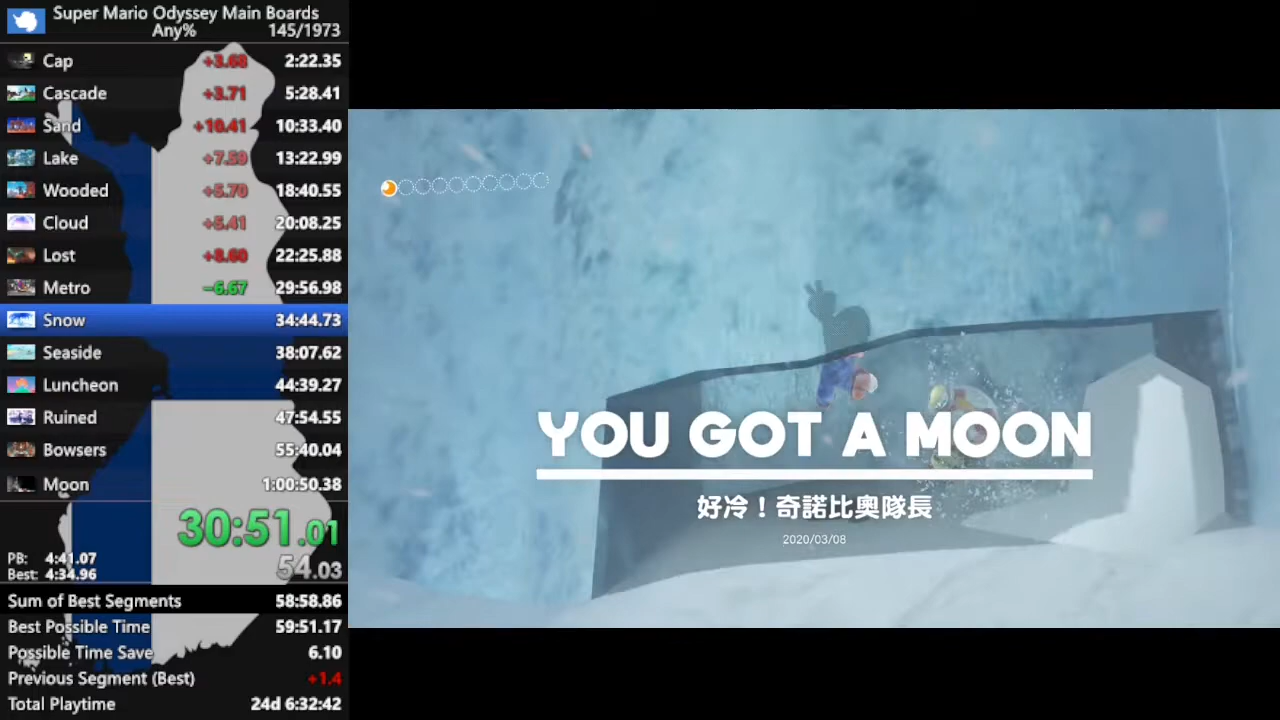 Super Mario Odyssey Main Boards
Any% 145/1973
Cap +3.68 2:22.35
Cascade +3.71 5:28.41
Sand +10.41 10:33.40
Lake +7.59 13:22.99
Wooded +5.70 18:40.55
Cloud +5.41 20:08.25
Lost +8.60 22:25.88
Metro −6.67 29:56.98
Snow 34:44.73
Seaside 38:07.62
Luncheon 44:39.27
Ruined 47:54.55
Bowsers 55:40.04
Moon 1:00:50.38
30:51.01
PB: 4:41.07
Best: 4:34.96
54.03
Sum of Best Segments 58:58.86
Best Possible Time 59:51.17
Possible Time Save 6.10
Previous Segment (Best) +1.4
Total Playtime 24d 6:32:42
YOU GOT A MOON
好冷！奇諾比奧隊長
2020/03/08